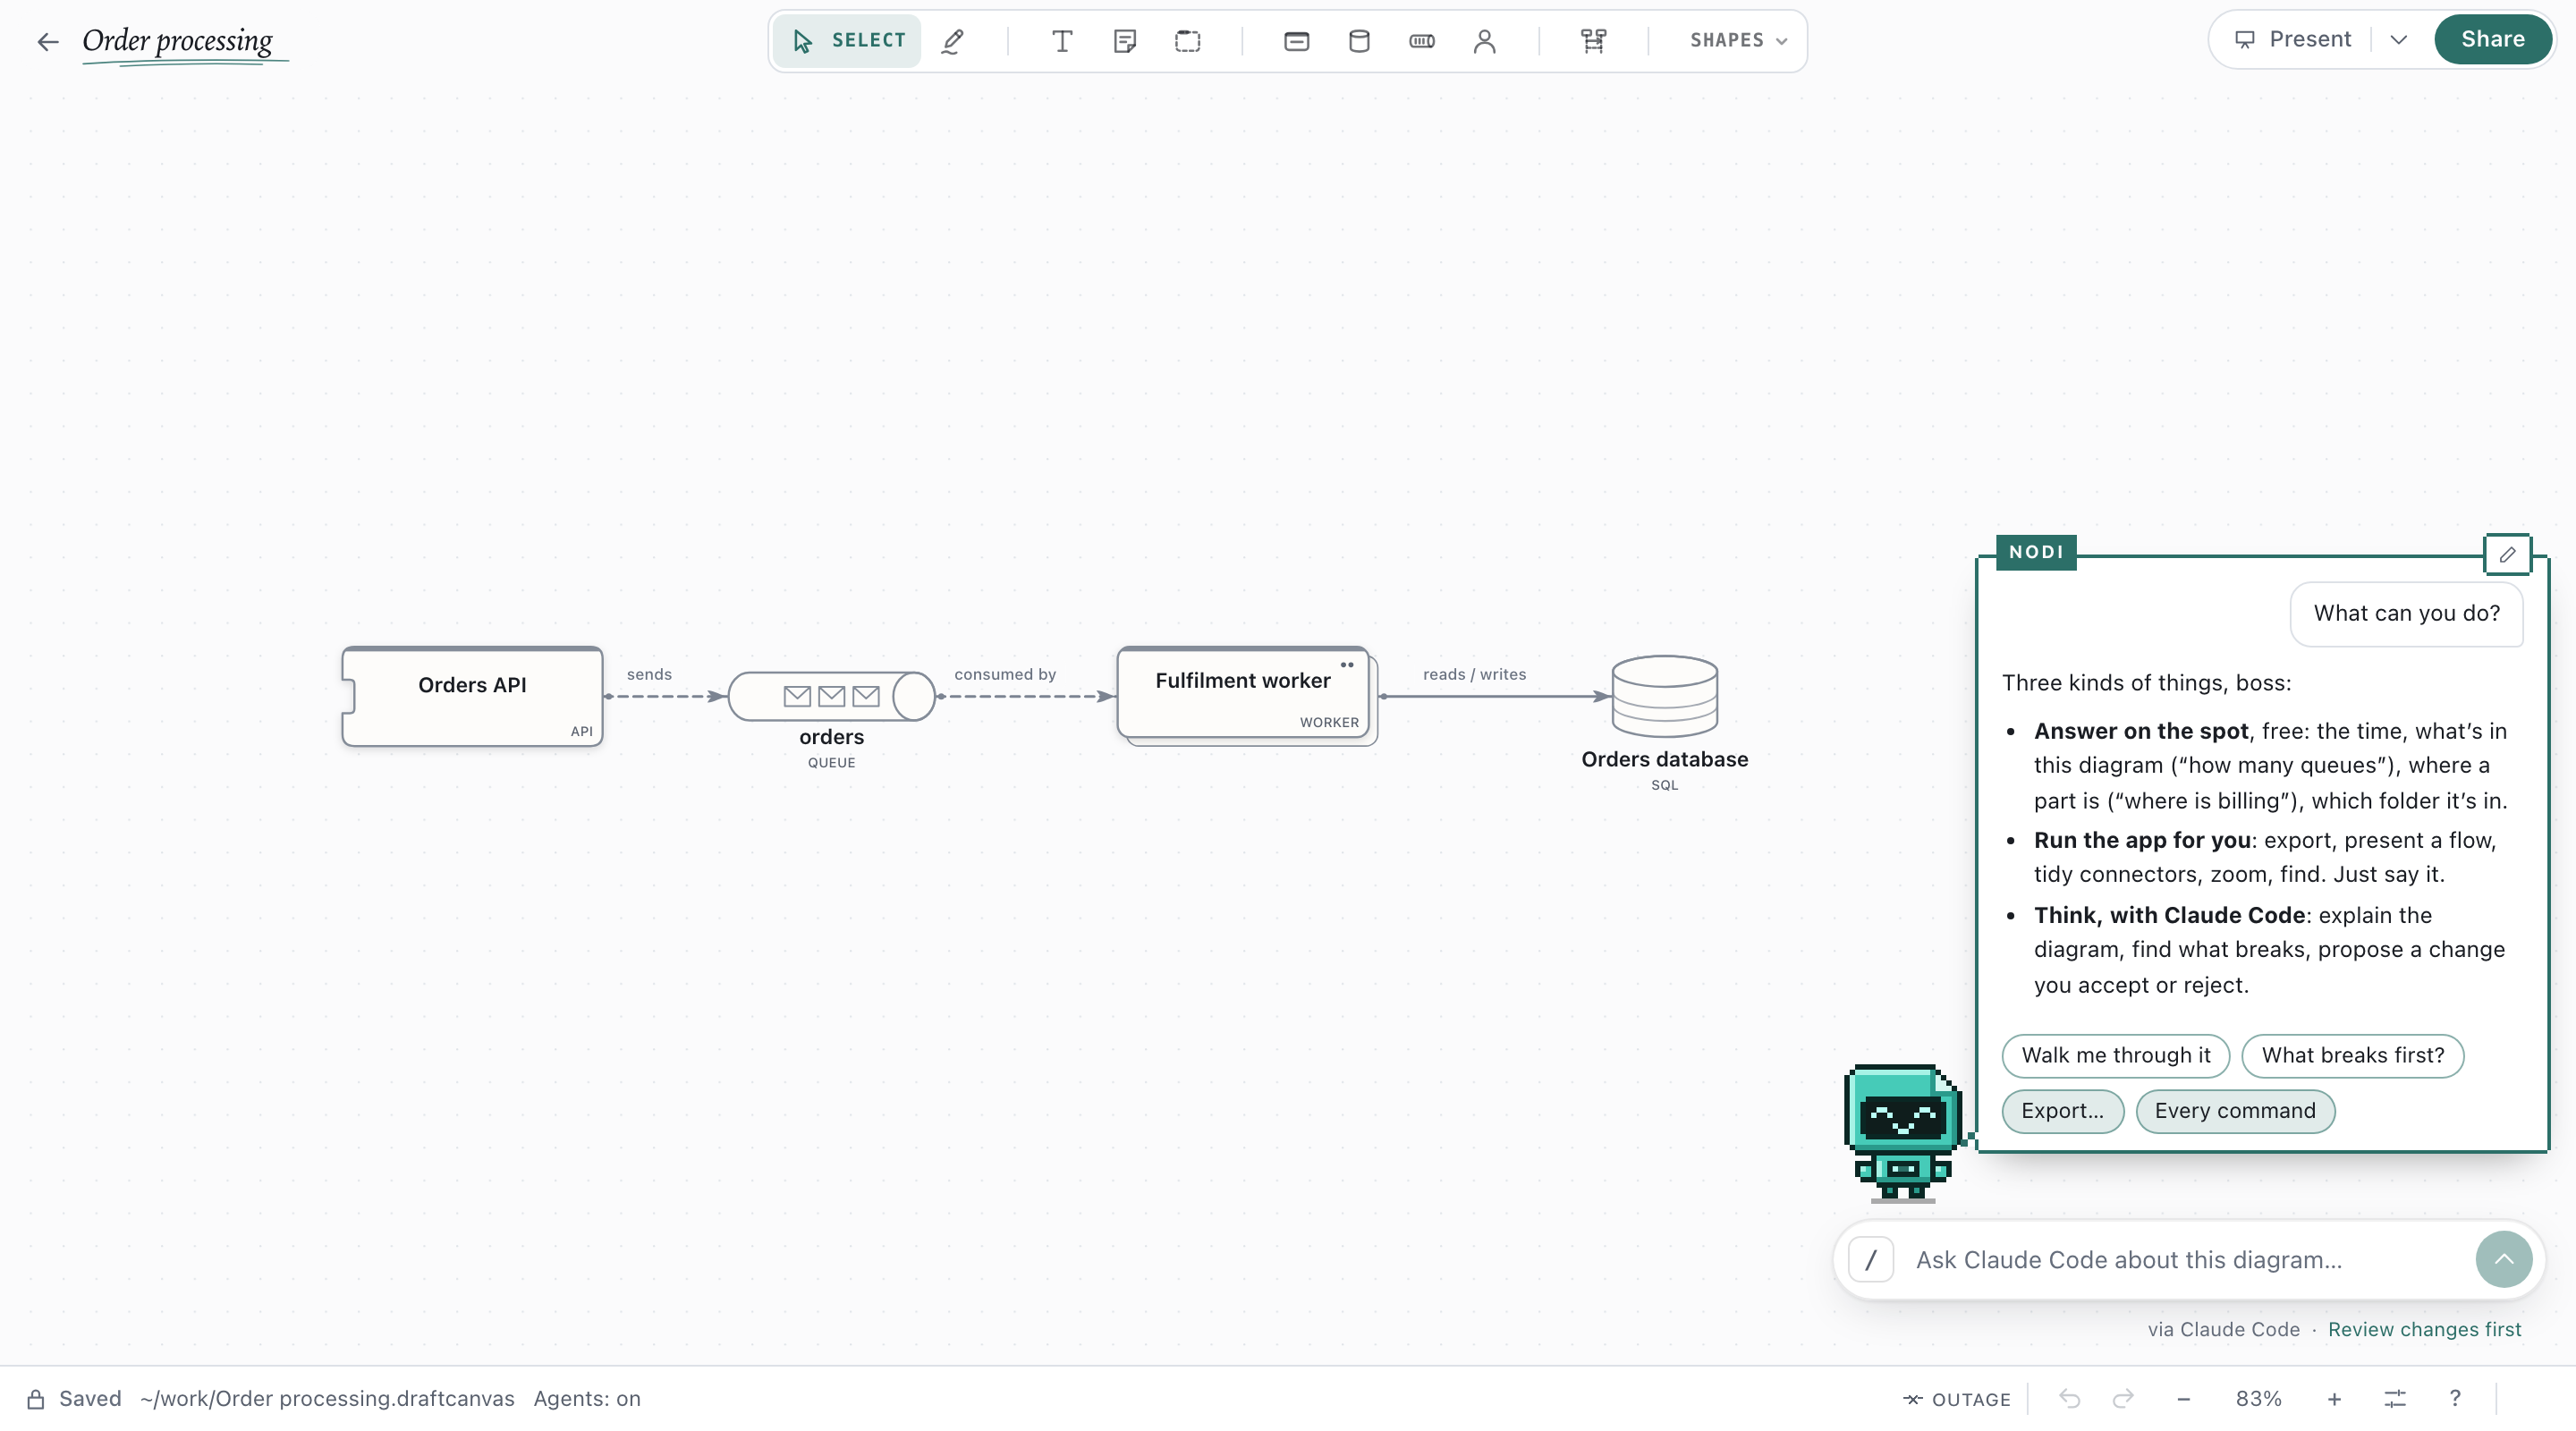 Order processing
SELECT
SHAPES
Present
Share
sends
consumed by
reads / writes
Orders API
API
orders
QUEUE
Fulfilment worker
WORKER
Orders database
SQL
NODI
What can you do?
Three kinds of things, boss:
• Answer on the spot, free: the time, what’s in
this diagram (“how many queues”), where a
part is (“where is billing”), which folder it’s in.
• Run the app for you: export, present a flow,
tidy connectors, zoom, find. Just say it.
• Think, with Claude Code: explain the
diagram, find what breaks, propose a change
you accept or reject.
Walk me through it
What breaks first?
Export…
Every command
/
Ask Claude Code about this diagram…
via Claude Code · Review changes first
Saved ~/work/Order processing.draftcanvas Agents: on
OUTAGE
− 83% + ?